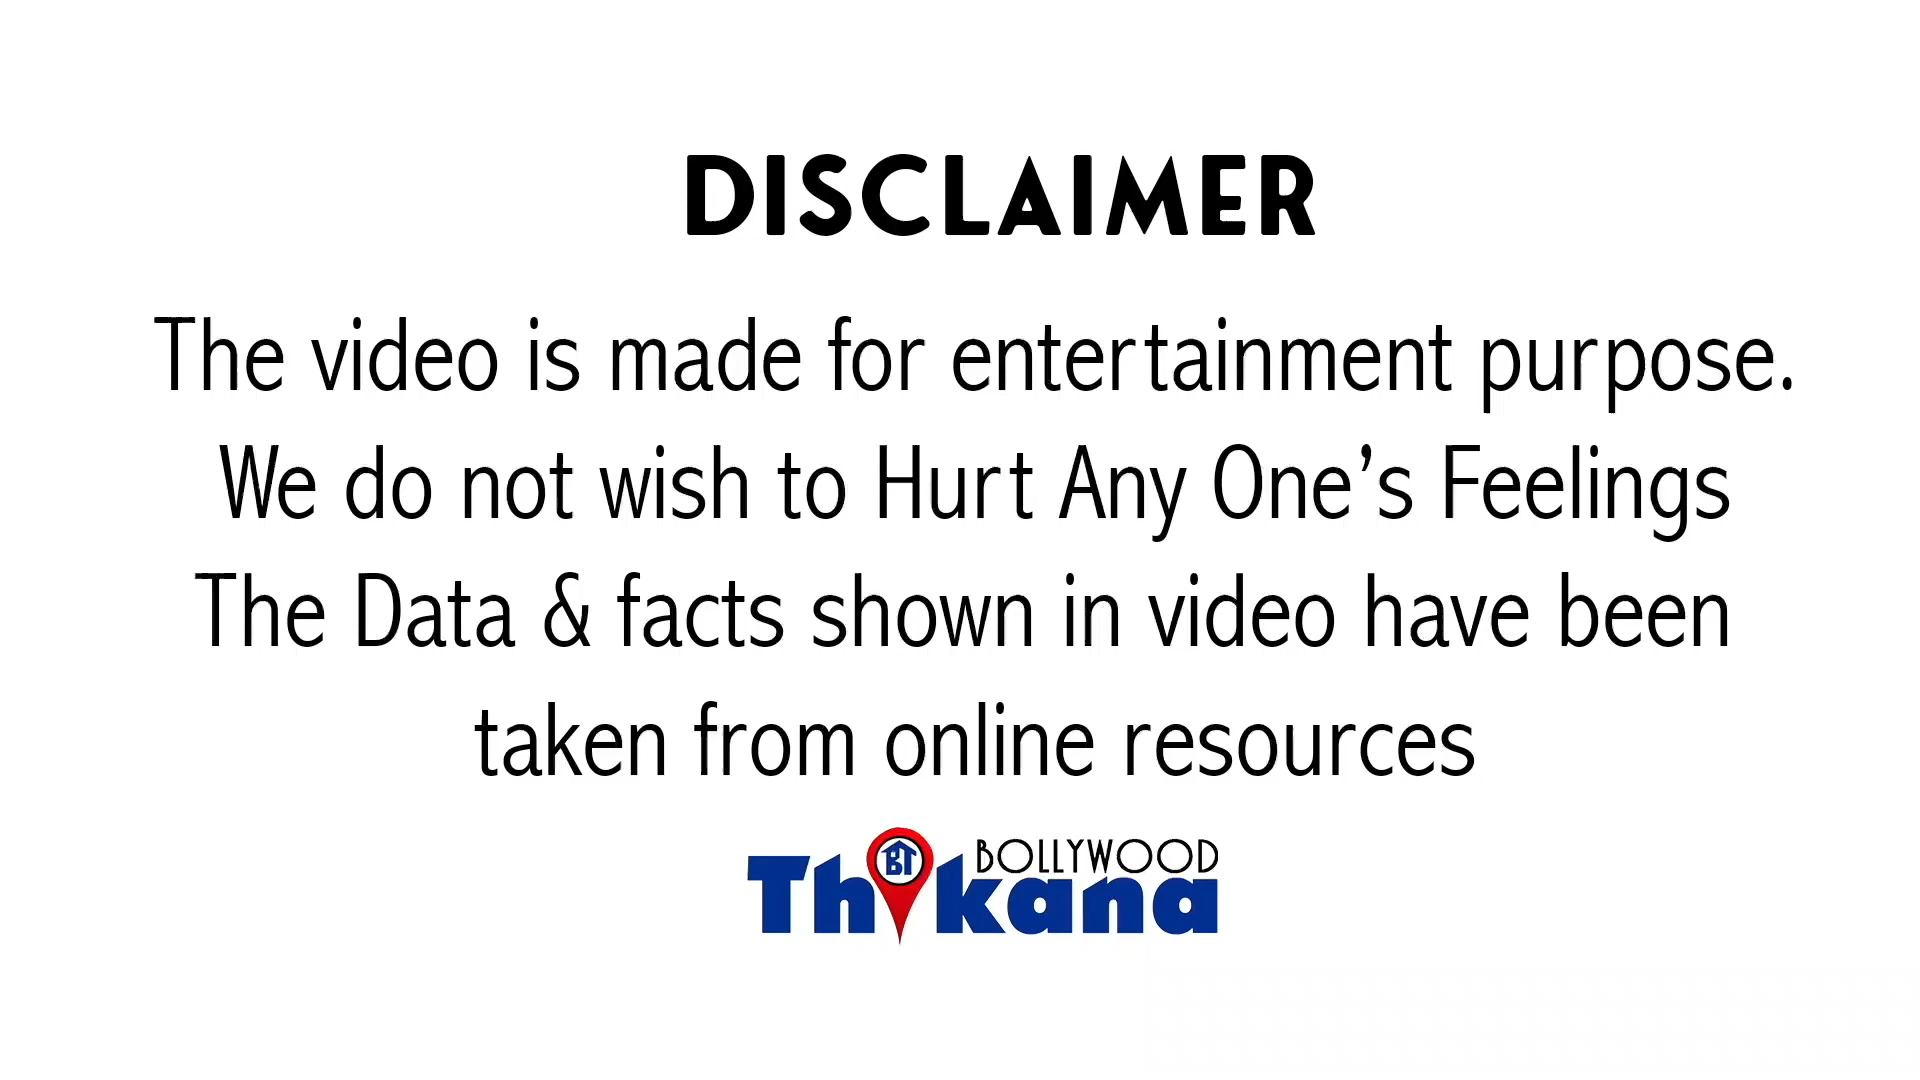 DISCLAIMER
The video is made for entertainment purpose.
We do not wish to Hurt Any One’s Feelings
The Data & facts shown in video have been
taken from online resources
BT
BOLLYWOOD
Thikana